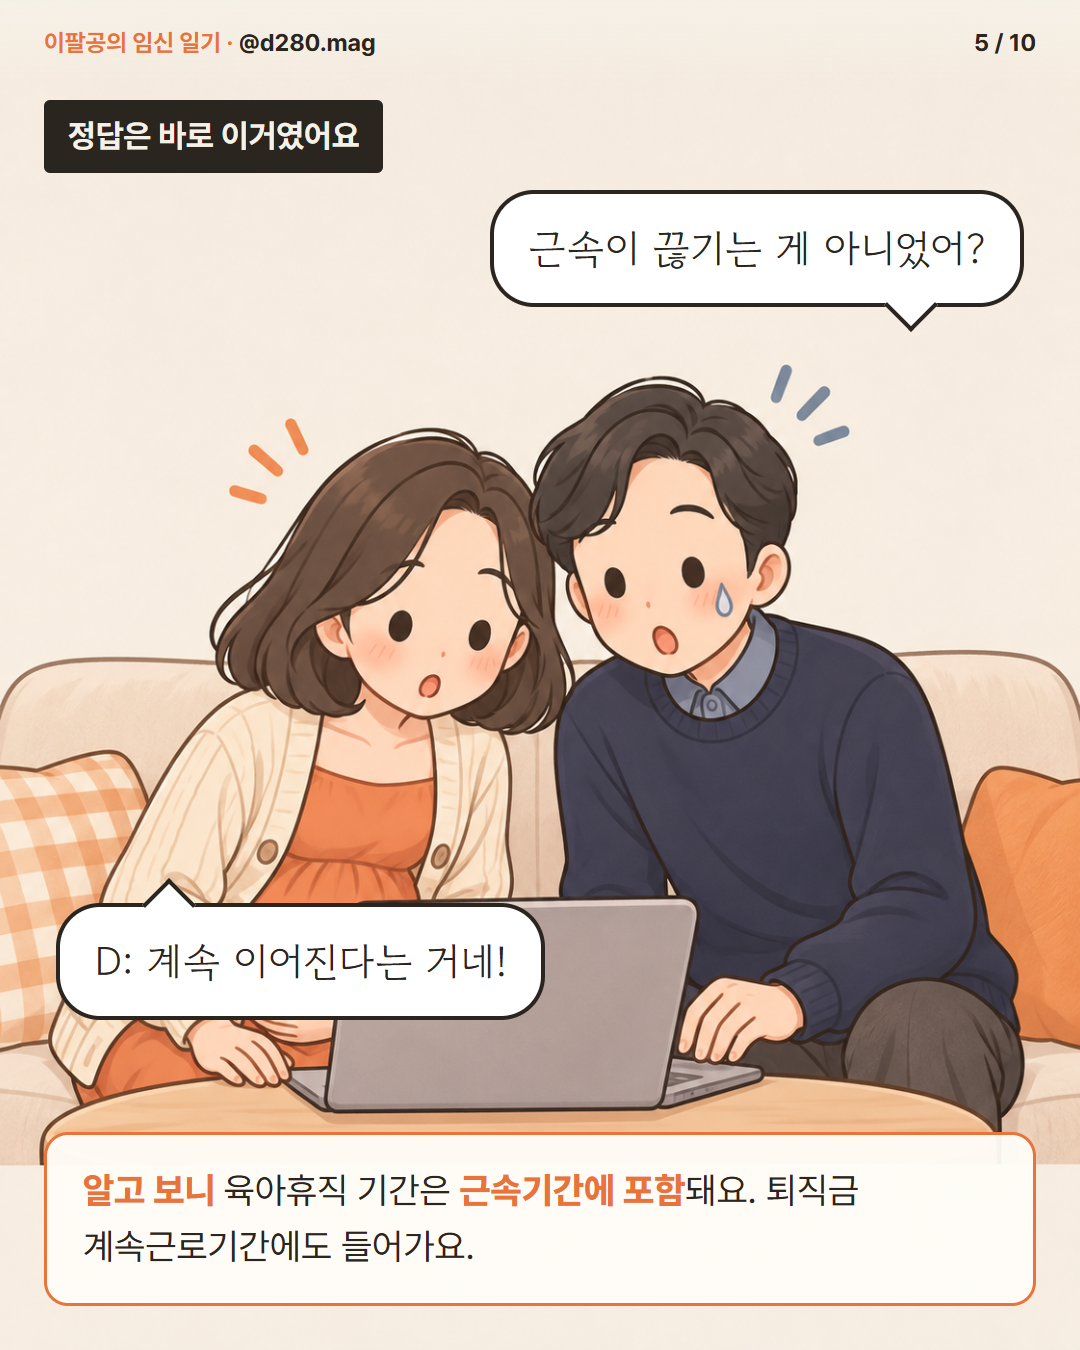 이팔공의 임신 일기 · @d280.mag
5 / 10
정답은 바로 이거였어요
근속이 끊기는 게 아니었어?
D: 계속 이어진다는 거네!
알고 보니 육아휴직 기간은 근속기간에 포함돼요. 퇴직금
계속근로기간에도 들어가요.